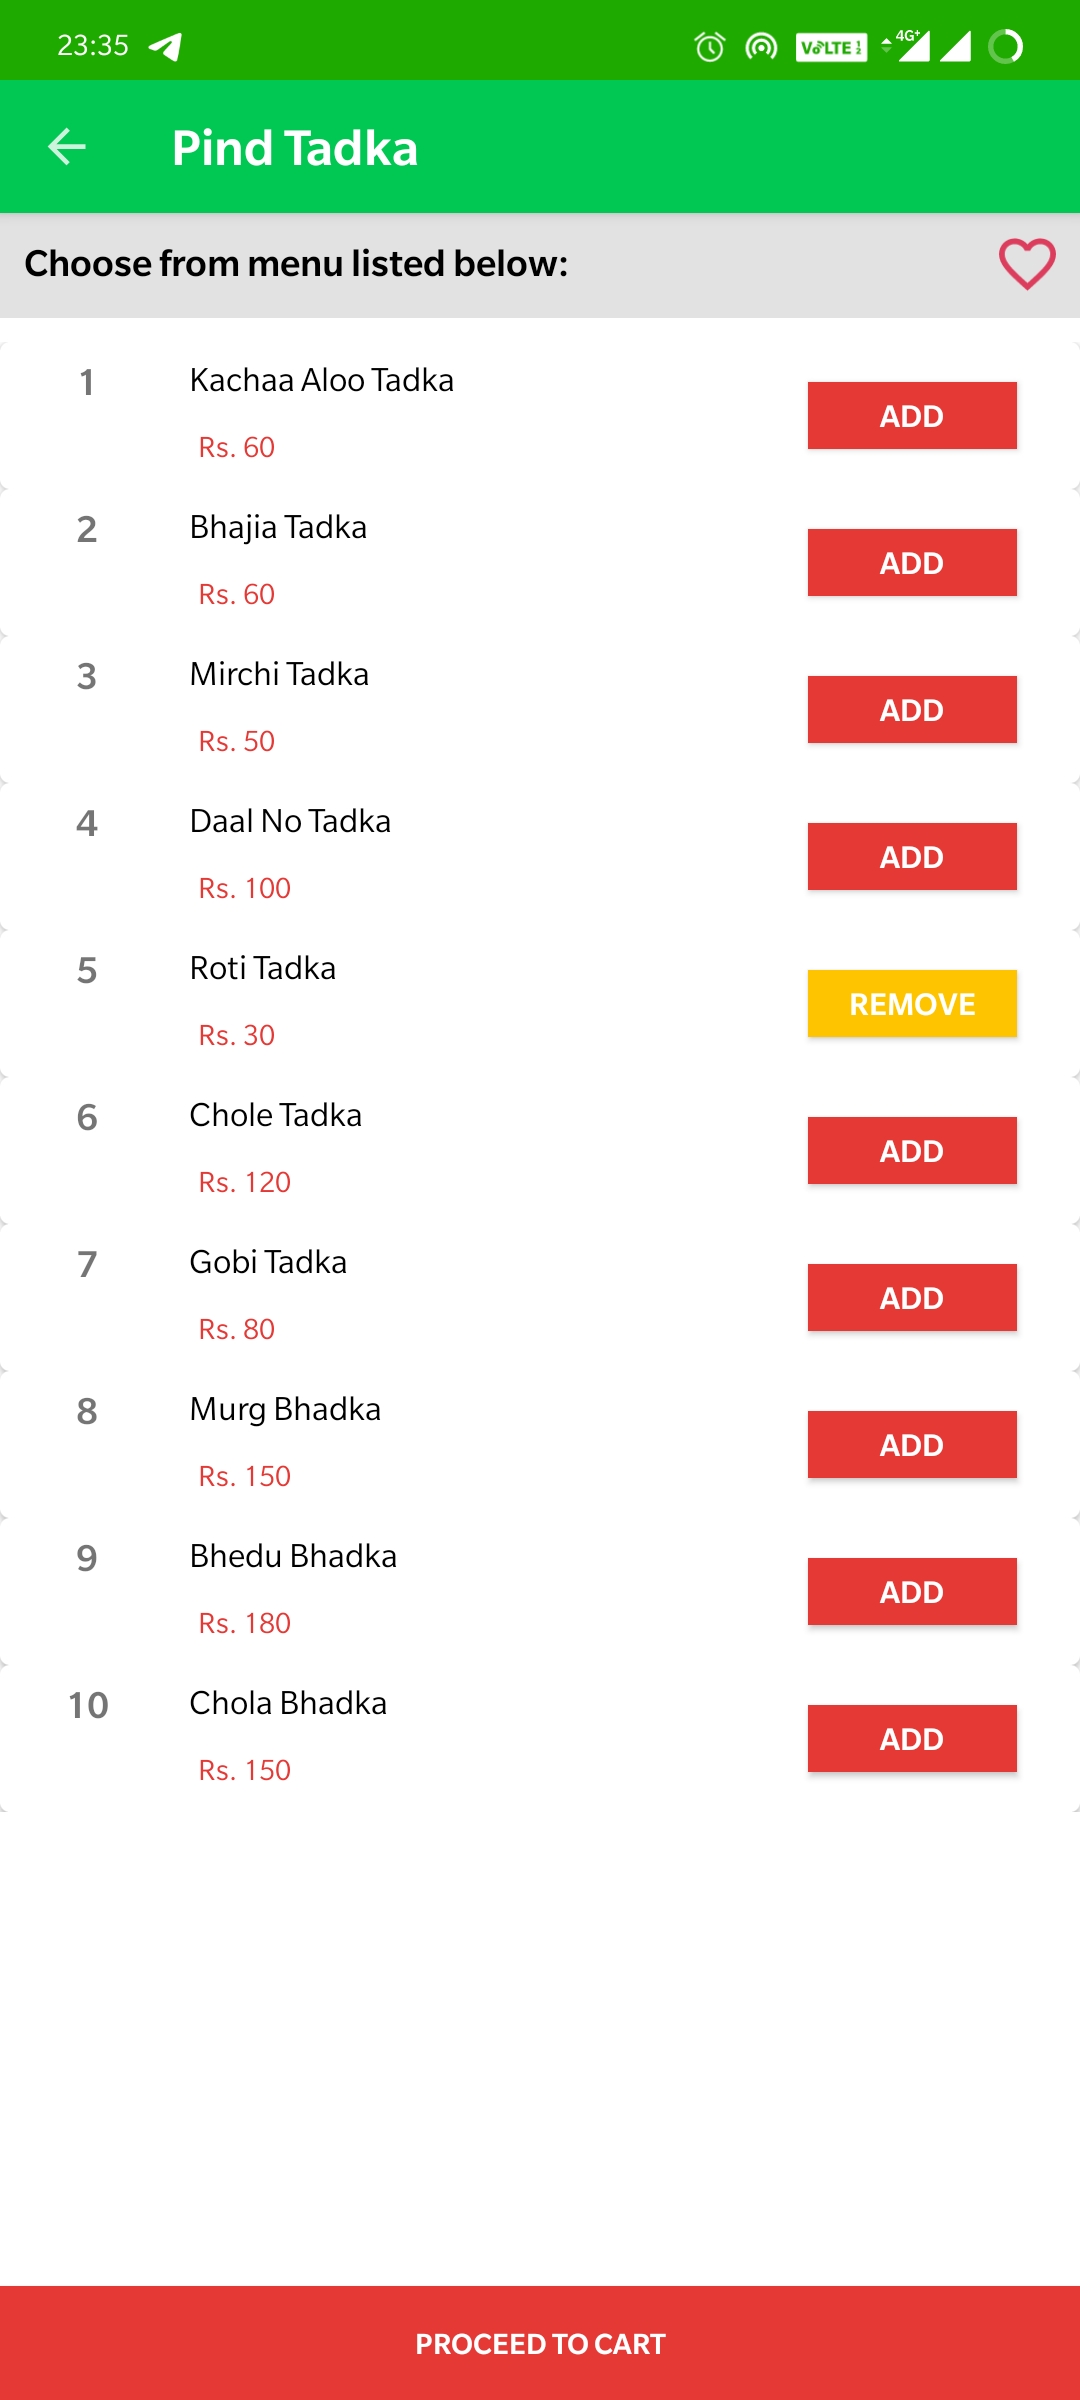 23:35
VoLTE 1 2 4G+
Pind Tadka
Choose from menu listed below:
1 Kachaa Aloo Tadka
Rs. 60
ADD
2 Bhajia Tadka
Rs. 60
ADD
3 Mirchi Tadka
Rs. 50
ADD
4 Daal No Tadka
Rs. 100
ADD
5 Roti Tadka
Rs. 30
REMOVE
6 Chole Tadka
Rs. 120
ADD
7 Gobi Tadka
Rs. 80
ADD
8 Murg Bhadka
Rs. 150
ADD
9 Bhedu Bhadka
Rs. 180
ADD
10 Chola Bhadka
Rs. 150
ADD
PROCEED TO CART